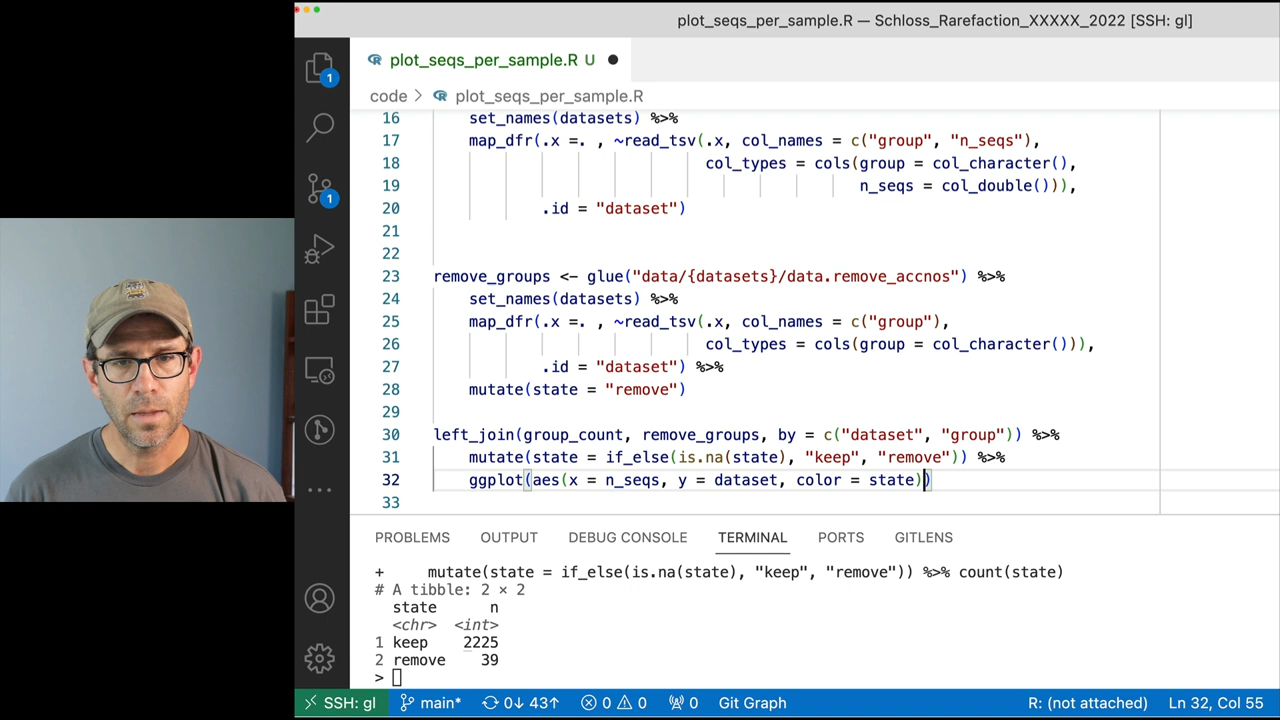 plot_seqs_per_sample.R — Schloss_Rarefaction_XXXXX_2022 [SSH: gl]
plot_seqs_per_sample.R U
code > plot_seqs_per_sample.R
1
1
16 set_names(datasets) %>%
17 map_dfr(.x =. , ~read_tsv(.x, col_names = c("group", "n_seqs"),
18 col_types = cols(group = col_character(),
19 n_seqs = col_double())),
20 .id = "dataset")
21
22
23 remove_groups <- glue("data/{datasets}/data.remove_accnos") %>%
24 set_names(datasets) %>%
25 map_dfr(.x =. , ~read_tsv(.x, col_names = c("group"),
26 col_types = cols(group = col_character())),
27 .id = "dataset") %>%
28 mutate(state = "remove")
29
30 left_join(group_count, remove_groups, by = c("dataset", "group")) %>%
31 mutate(state = if_else(is.na(state), "keep", "remove")) %>%
32 ggplot(aes(x = n_seqs, y = dataset, color = state))
33
PROBLEMS OUTPUT DEBUG CONSOLE TERMINAL PORTS GITLENS
+ mutate(state = if_else(is.na(state), "keep", "remove")) %>% count(state)
# A tibble: 2 × 2
state n
<chr> <int>
1 keep 2225
2 remove 39
>
SSH: gl main* 0↓ 43↑ 0 0 0 Git Graph R: (not attached) Ln 32, Col 55